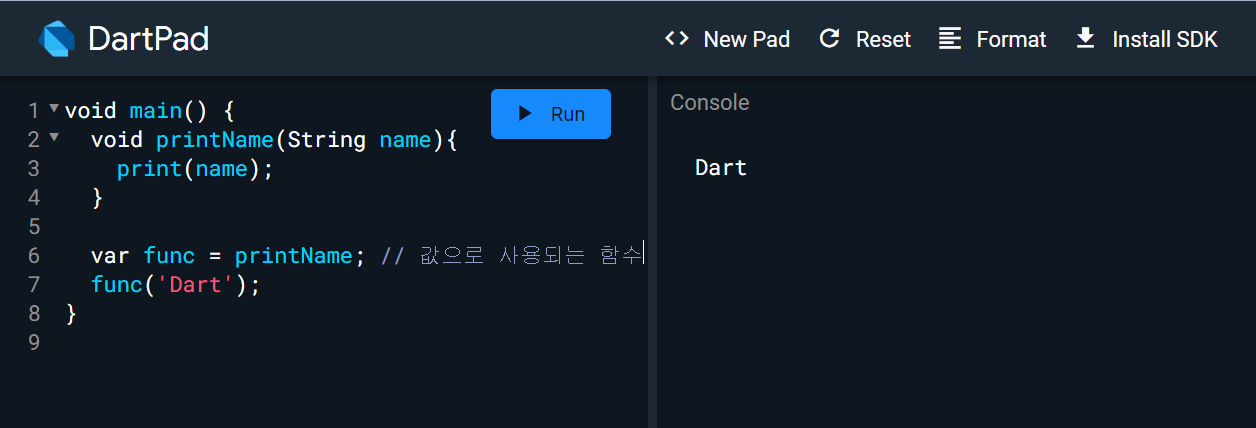 DartPad
New Pad
Reset
Format
Install SDK
Run
1 void main() {
2   void printName(String name){
3     print(name);
4   }
5
6   var func = printName; // 값으로 사용되는 함수
7   func('Dart');
8 }
9
Console
Dart